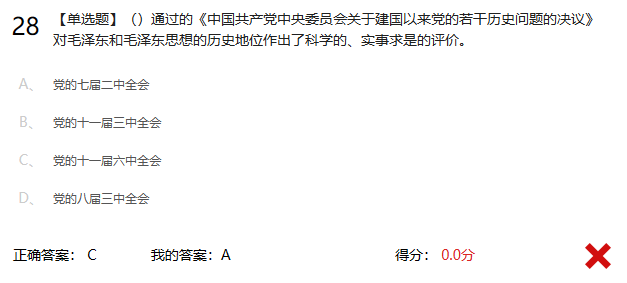 28 【单选题】（）通过的《中国共产党中央委员会关于建国以来党的若干历史问题的决议》
对毛泽东和毛泽东思想的历史地位作出了科学的、实事求是的评价。
A、 党的七届二中全会
B、 党的十一届三中全会
C、 党的十一届六中全会
D、 党的八届三中全会
正确答案： C 我的答案：A 得分： 0.0分